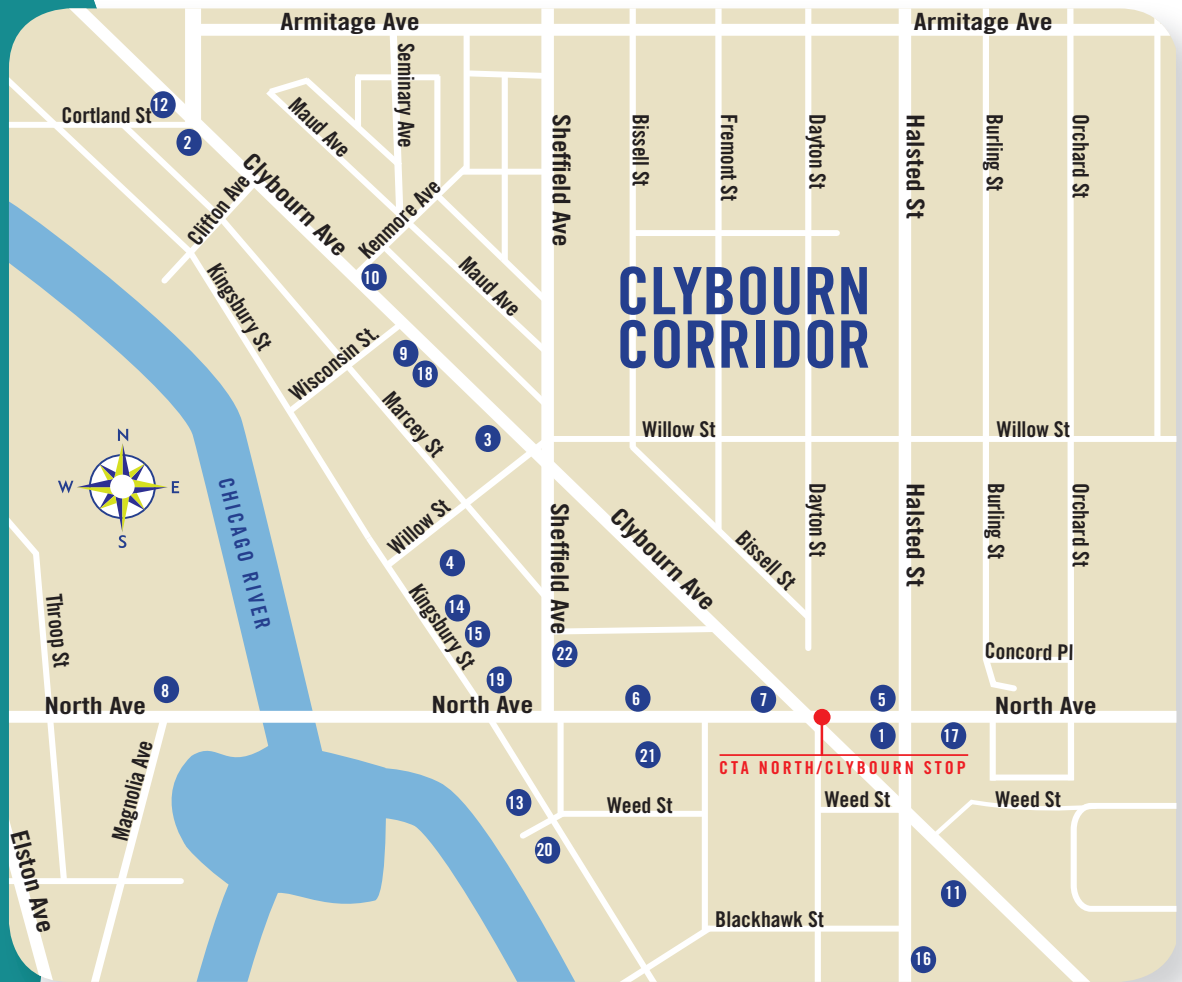 Armitage Ave
Armitage Ave
Seminary Ave
12
Cortland St
2
Maud Ave
Clybourn Ave
Sheffield Ave
Bissell St
Fremont St
Dayton St
Halsted St
Burling St
Orchard St
Clifton Ave
Kenmore Ave
10
Kingsbury St
Maud Ave
CLYBOURN
CORRIDOR
Wisconsin St.
9
18
Marcey St
3
Willow St
Willow St
N
W
E
S
CHICAGO RIVER
Willow St
Sheffield Ave
Clybourn Ave
Bissell St
Dayton St
Halsted St
Burling St
Orchard St
4
14
Kingsbury St
15
22
Throop St
Concord Pl
8
19
6
7
5
North Ave
North Ave
North Ave
1
17
21
CTA NORTH/CLYBOURN STOP
Magnolia Ave
13
Weed St
Weed St
Weed St
20
Elston Ave
11
Blackhawk St
16